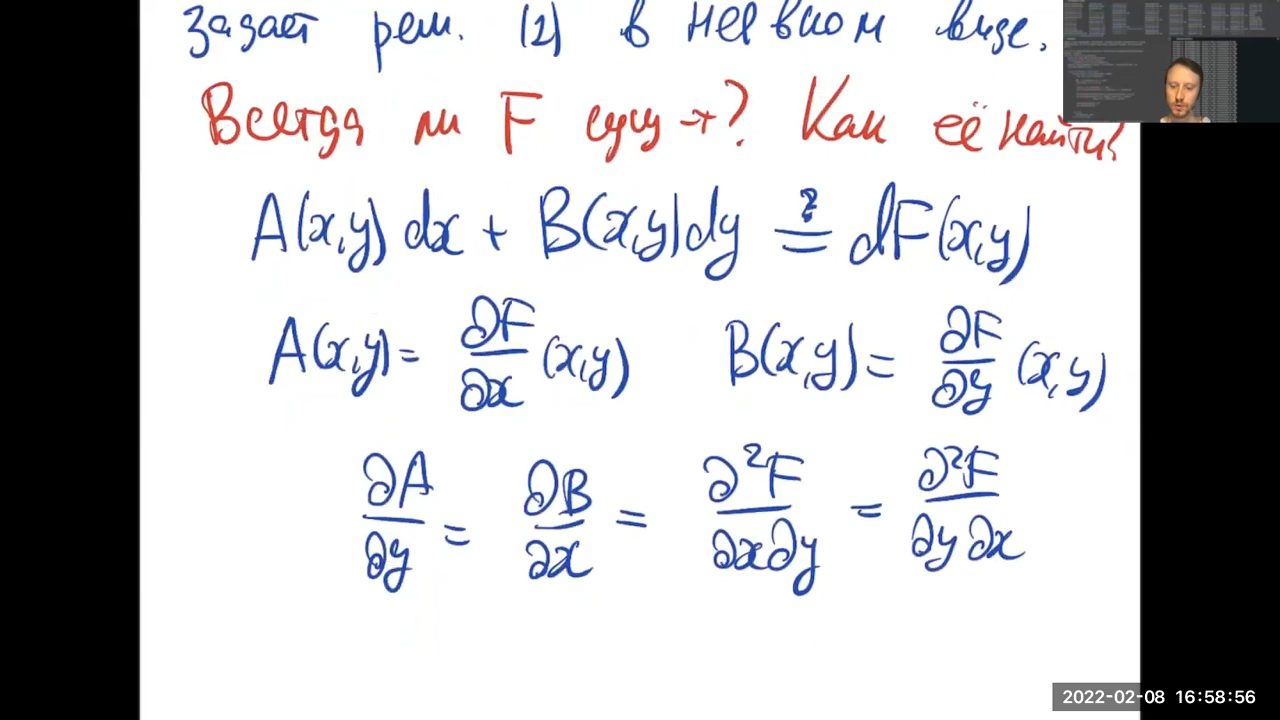 задаёт реш. (2) в неявном виде.
Всегда ли F сущ-т? Как её найти?
A(x,y) dx + B(x,y) dy =^? dF(x,y)
A(x,y) = ∂F/∂x (x,y) B(x,y) = ∂F/∂y (x,y)
∂A/∂y = ∂B/∂x = ∂²F/∂x∂y = ∂²F/∂y∂x
2022-02-08 16:58:56